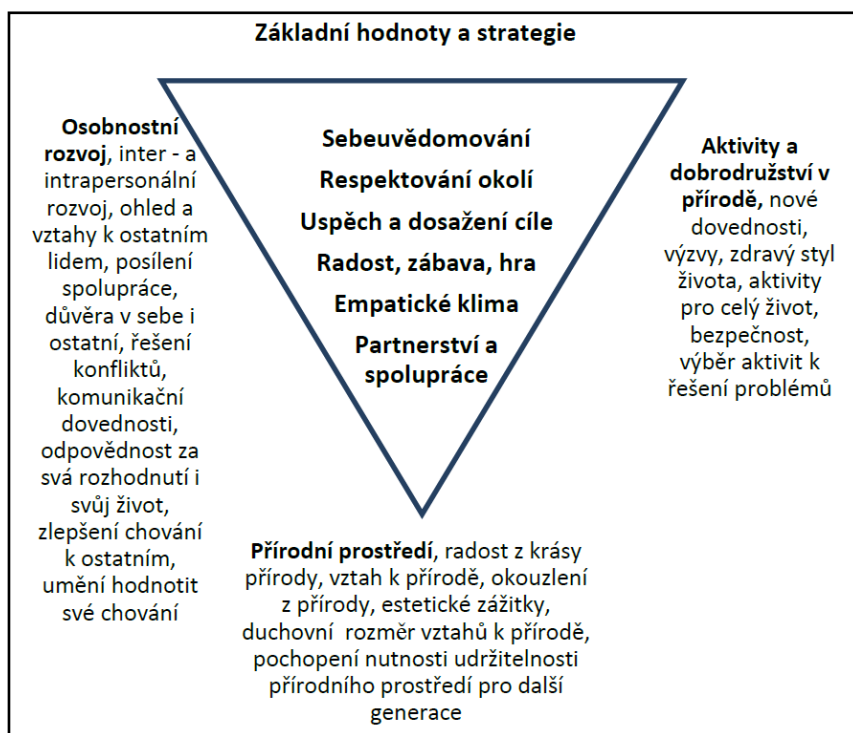 Základní hodnoty a strategie
Osobnostní
rozvoj, inter - a
intrapersonální
rozvoj, ohled a
vztahy k ostatním
lidem, posílení
spolupráce,
důvěra v sebe i
ostatní, řešení
konfliktů,
komunikační
dovednosti,
odpovědnost za
svá rozhodnutí i
svůj život,
zlepšení chování
k ostatním,
umění hodnotit
své chování
Sebeuvědomování
Respektování okolí
Uspěch a dosažení cíle
Radost, zábava, hra
Empatické klima
Partnerství a
spolupráce
Aktivity a
dobrodružství v
přírodě, nové
dovednosti,
výzvy, zdravý styl
života, aktivity
pro celý život,
bezpečnost,
výběr aktivit k
řešení problémů
Přírodní prostředí, radost z krásy
přírody, vztah k přírodě, okouzlení
z přírody, estetické zážitky,
duchovní rozměr vztahů k přírodě,
pochopení nutnosti udržitelnosti
přírodního prostředí pro další
generace